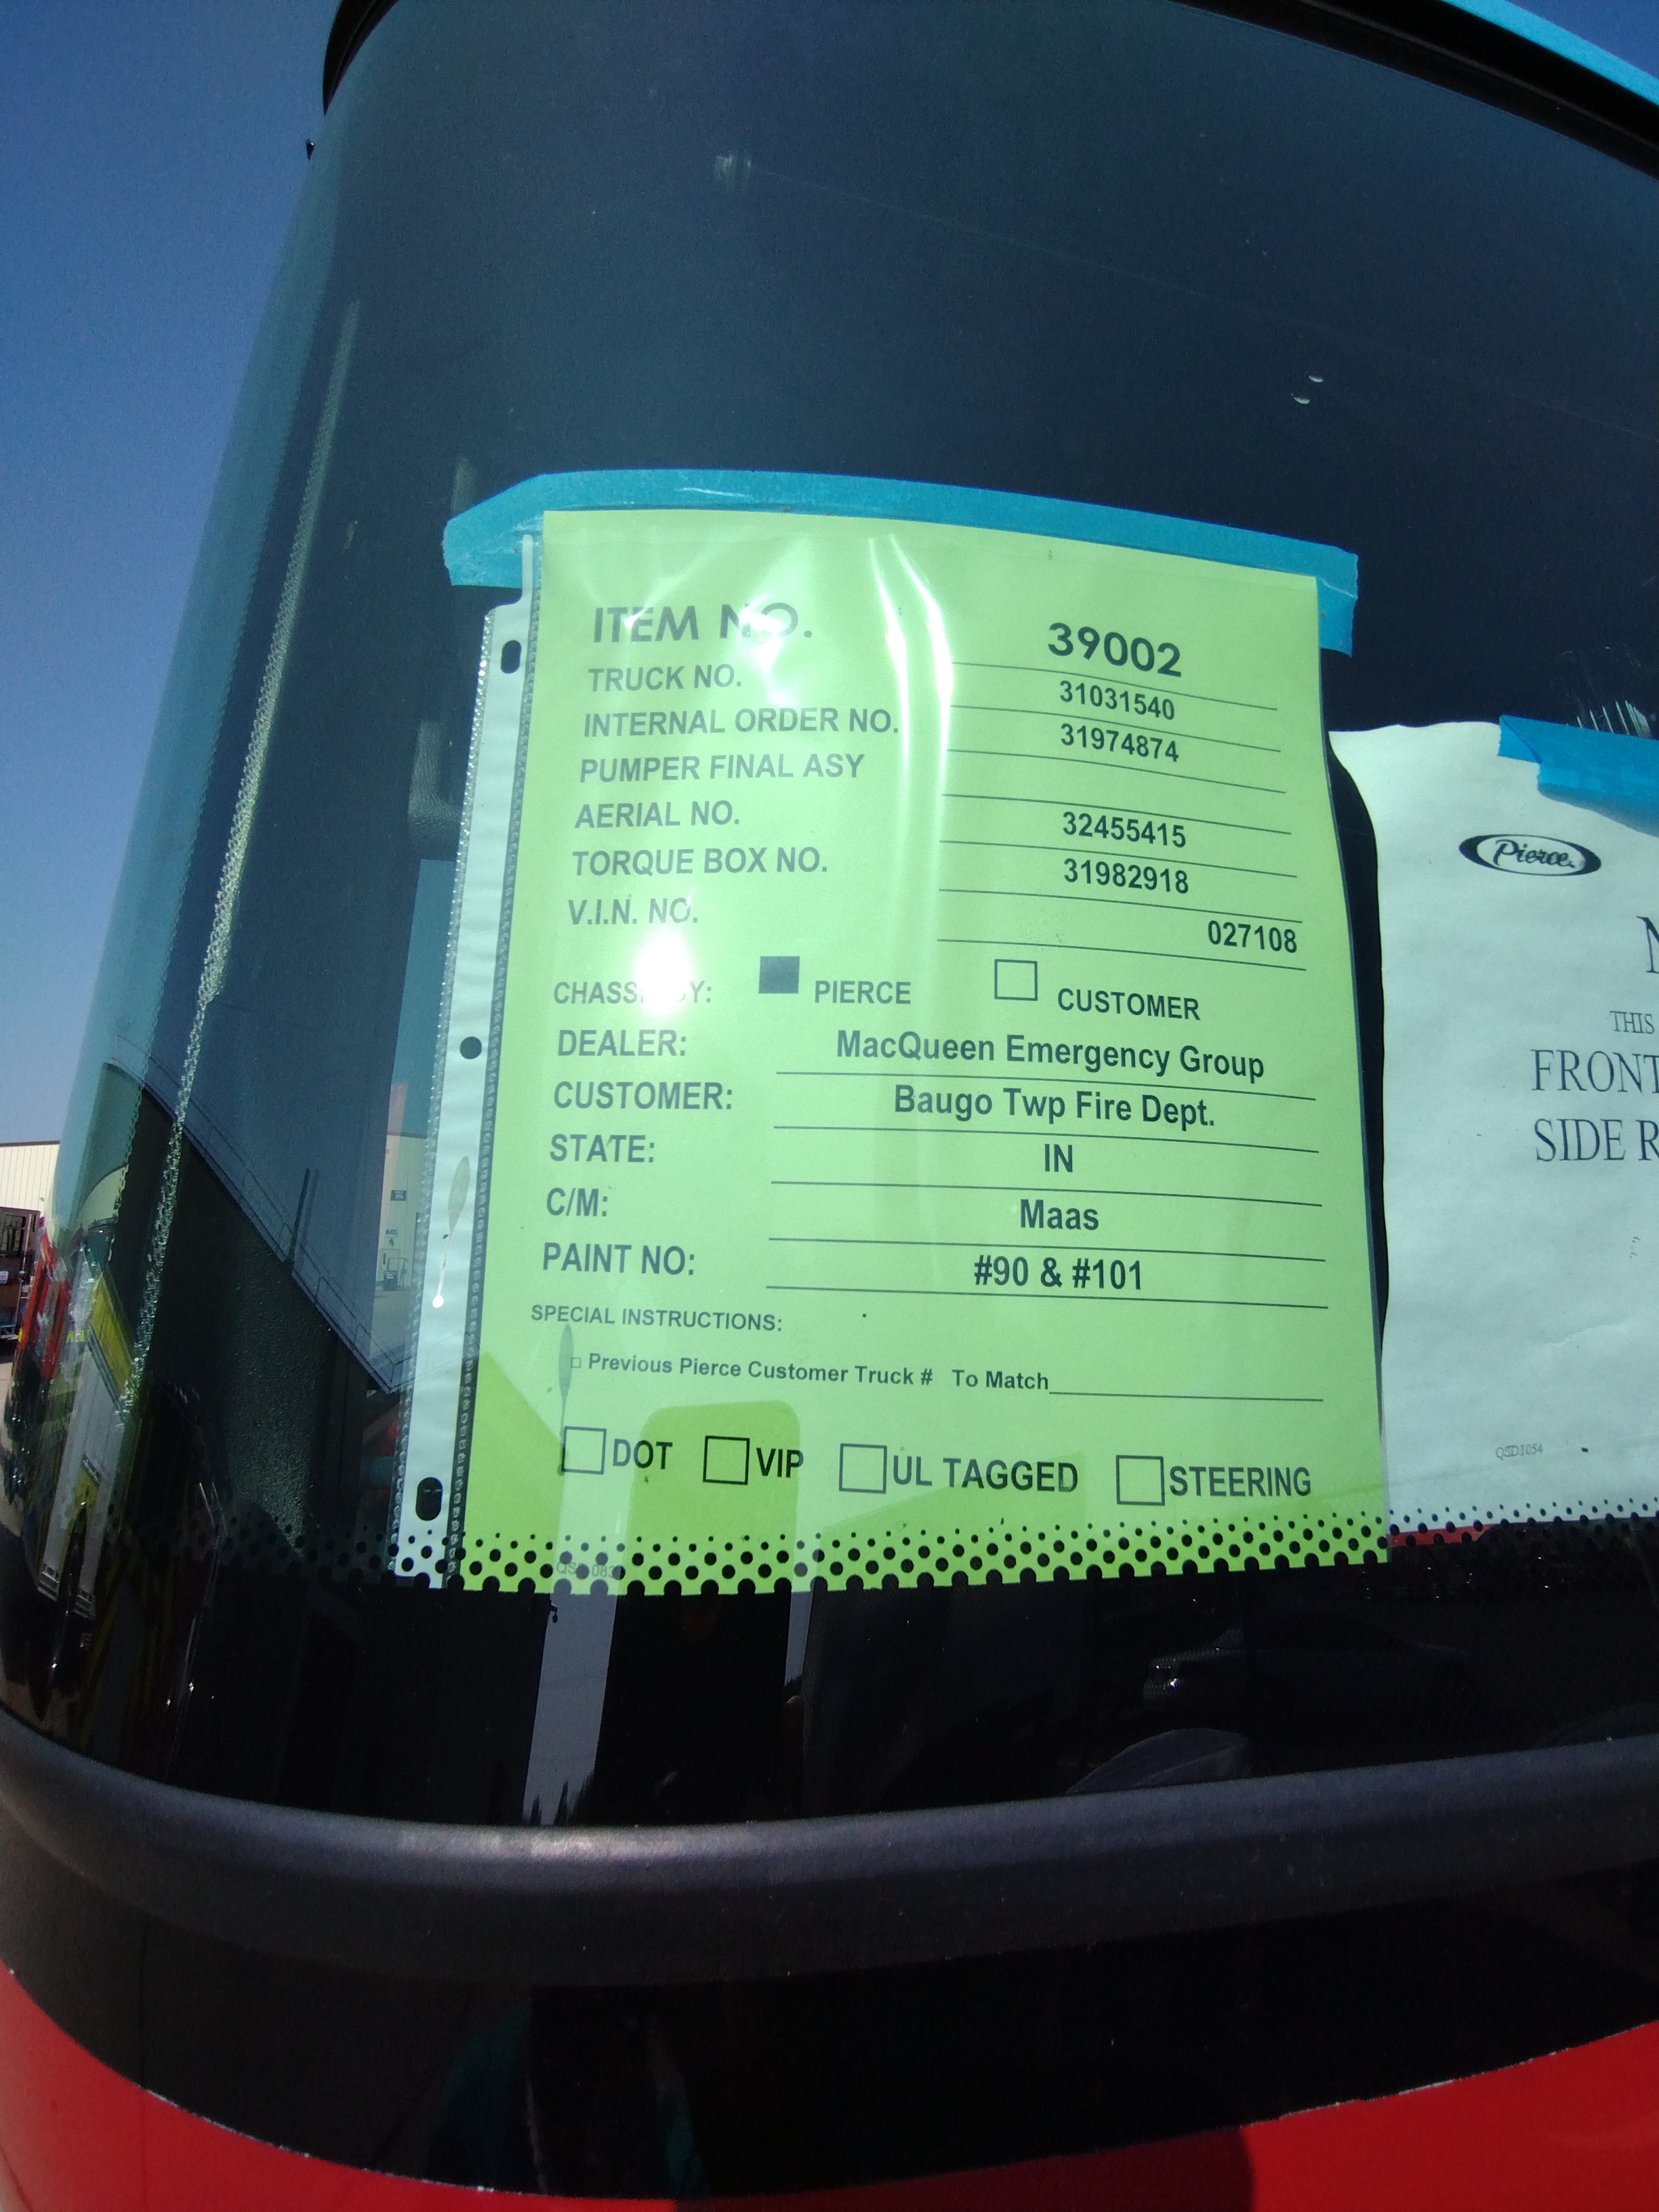 ITEM NO. 39002
TRUCK NO. 31031540
INTERNAL ORDER NO. 31974874
PUMPER FINAL ASY
AERIAL NO. 32455415
TORQUE BOX NO. 31982918
V.I.N. NO. 027108
PIERCE CUSTOMER
DEALER: MacQueen Emergency Group
CUSTOMER: Baugo Twp Fire Dept.
STATE: IN
C/M: Maas
PAINT NO: #90 & #101
SPECIAL INSTRUCTIONS:
Previous Pierce Customer Truck # To Match
DOT VIP UL TAGGED STEERING
Pierce
THIS
FRONT
SIDE R
QSD1054